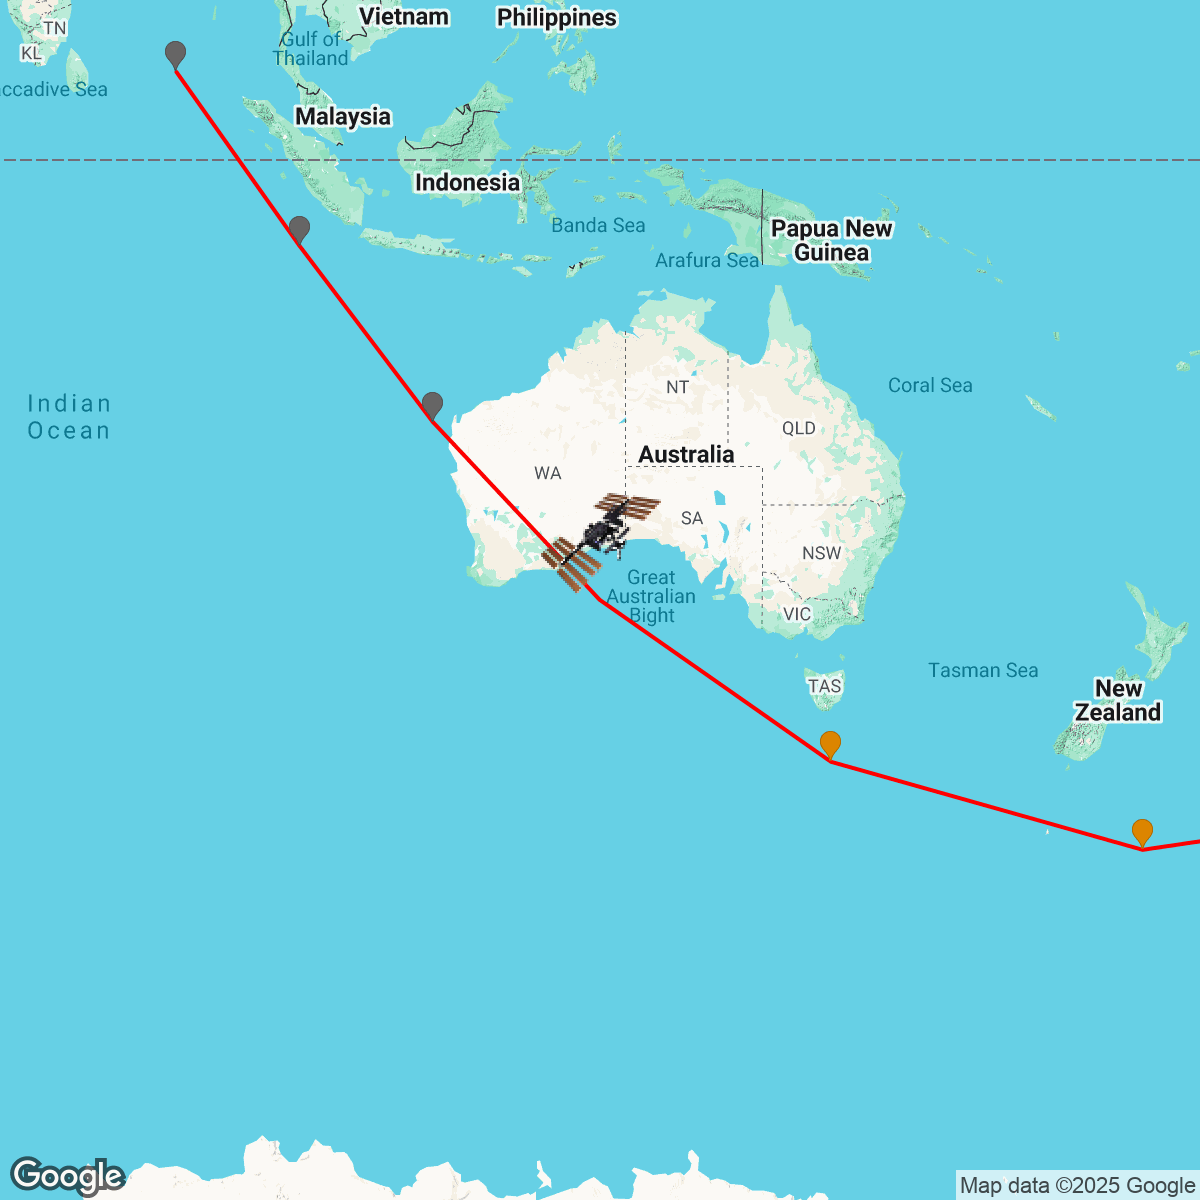 Vietnam
Philippines
TN
KL
Gulf of
Thailand
accadive Sea
Malaysia
Indonesia
Banda Sea
Papua New
Guinea
Arafura Sea
Indian
Ocean
NT
Coral Sea
QLD
Australia
WA
SA
NSW
Great
Australian
Bight
VIC
Tasman Sea
TAS
New
Zealand
Google
Map data ©2025 Google